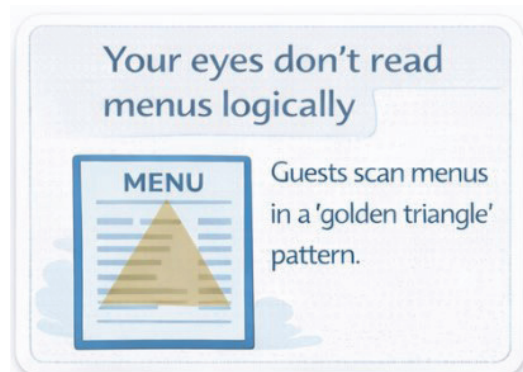 Your eyes don’t read
menus logically
MENU
Guests scan menus
in a 'golden triangle'
pattern.